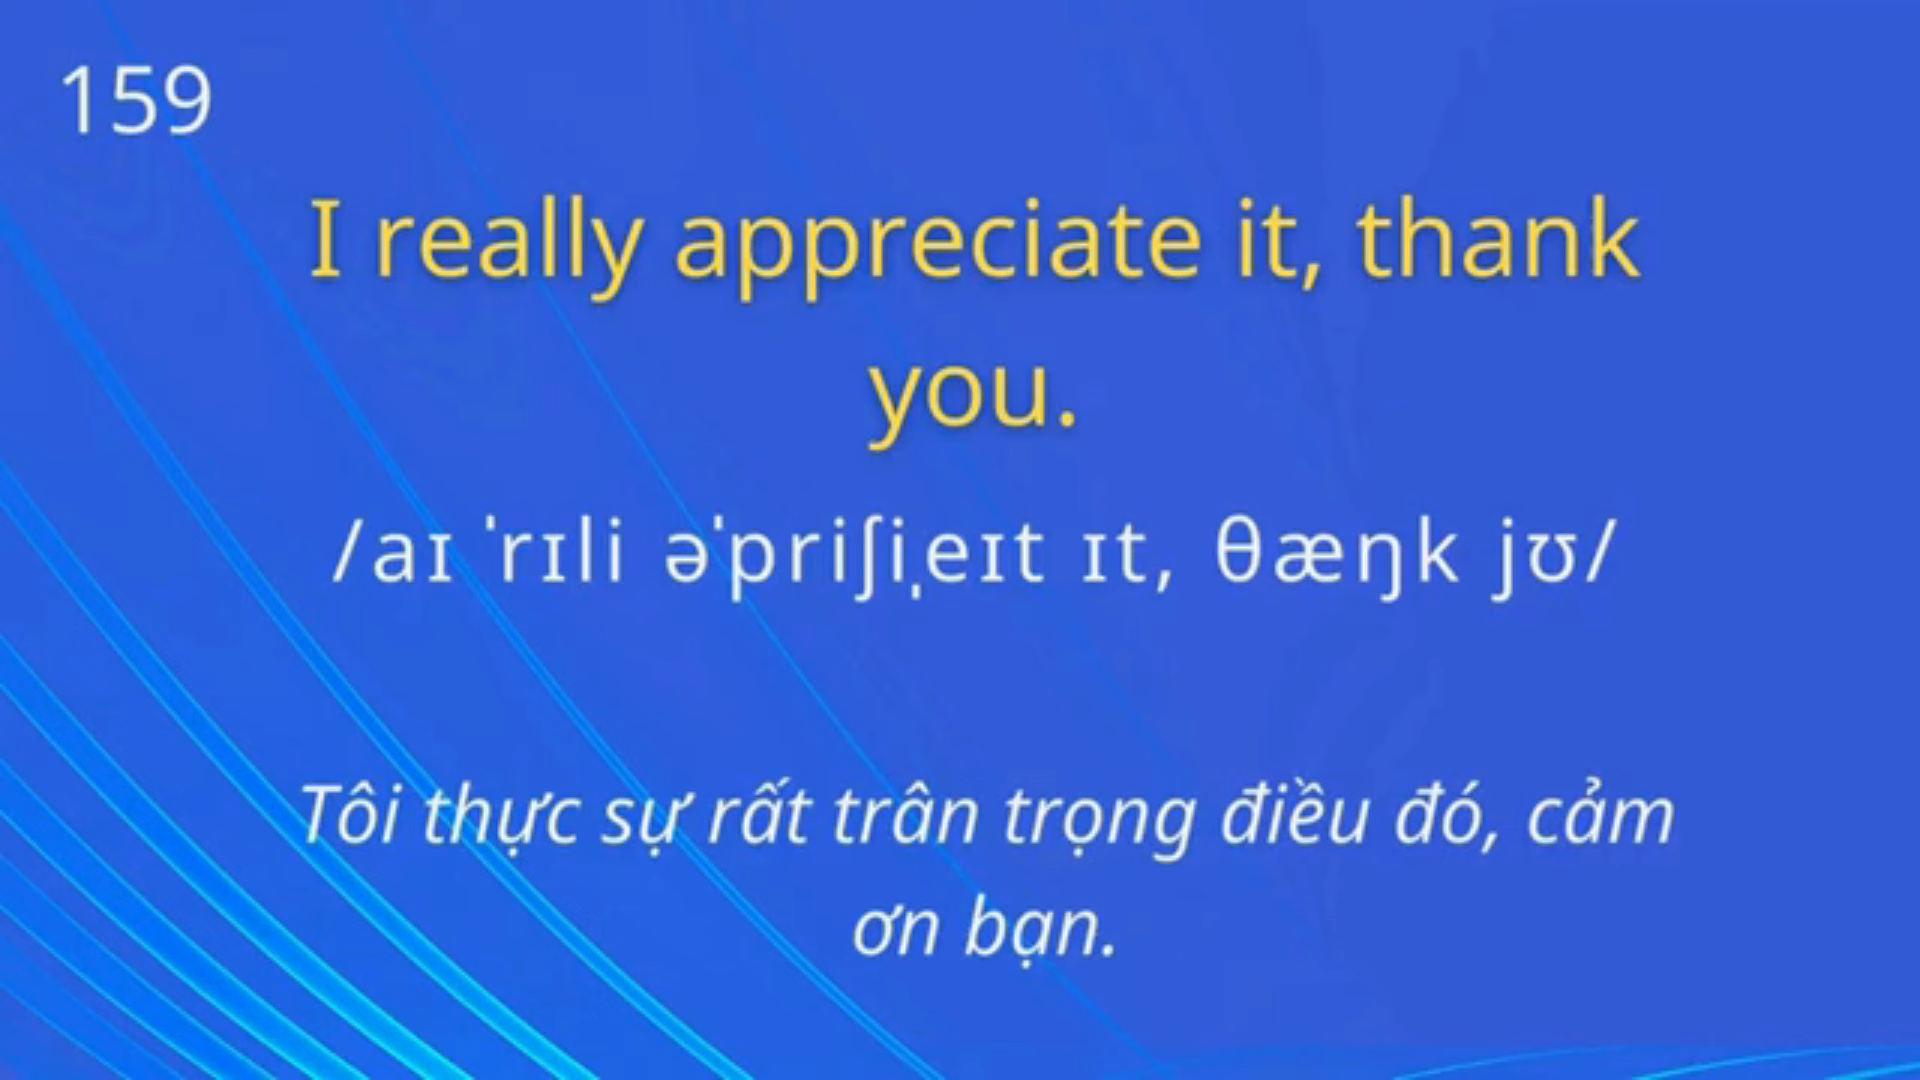 159
I really appreciate it, thank
you.
/aɪ ˈrɪli əˈpriʃiˌeɪt ɪt, θæŋk jʊ/
Tôi thực sự rất trân trọng điều đó, cảm
ơn bạn.